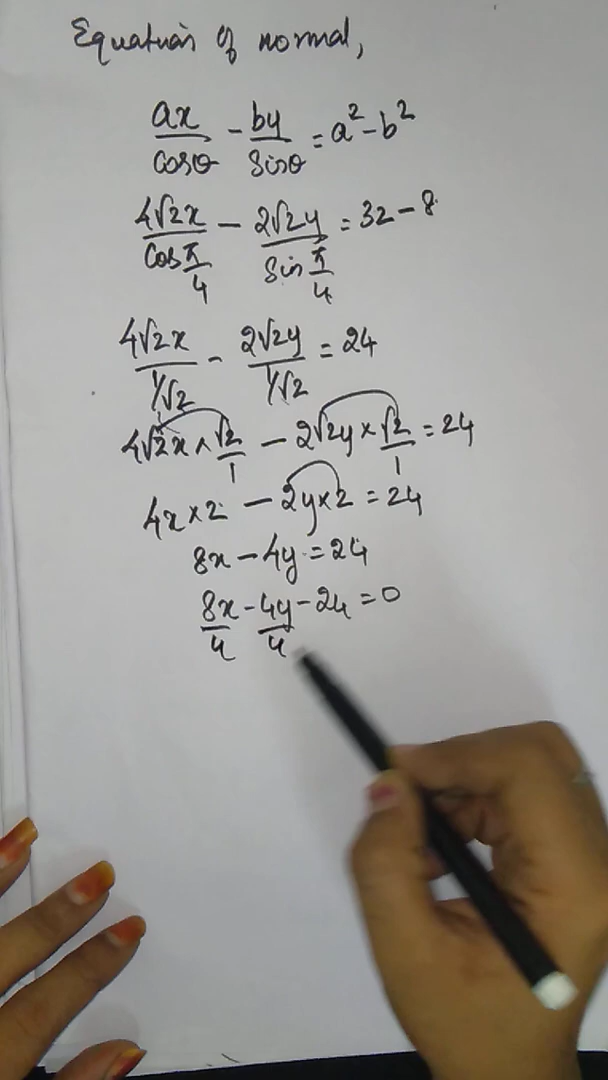 Equation of normal,
ax/cosθ - by/sinθ = a² - b²
4√2x/cos π/4 - 2√2y/sin π/4 = 32 - 8
4√2x/1/√2 - 2√2y/1/√2 = 24
4√2x × √2/1 - 2√2y × √2/1 = 24
4x × 2 - 2y × 2 = 24
8x - 4y = 24
8x/4 - 4y/4 - 24 = 0